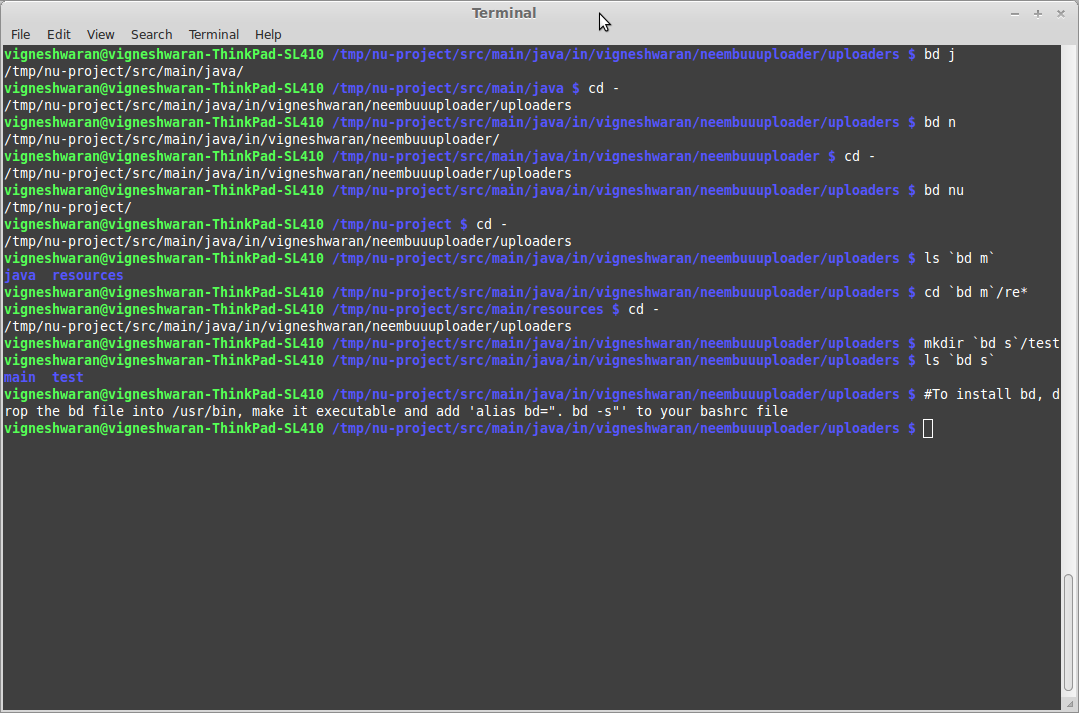 Terminal
File Edit View Search Terminal Help
vigneshwaran@vigneshwaran-ThinkPad-SL410 /tmp/nu-project/src/main/java/in/vigneshwaran/neembuuuploader/uploaders $ bd j
/tmp/nu-project/src/main/java/
vigneshwaran@vigneshwaran-ThinkPad-SL410 /tmp/nu-project/src/main/java $ cd -
/tmp/nu-project/src/main/java/in/vigneshwaran/neembuuuploader/uploaders
vigneshwaran@vigneshwaran-ThinkPad-SL410 /tmp/nu-project/src/main/java/in/vigneshwaran/neembuuuploader/uploaders $ bd n
/tmp/nu-project/src/main/java/in/vigneshwaran/neembuuuploader/
vigneshwaran@vigneshwaran-ThinkPad-SL410 /tmp/nu-project/src/main/java/in/vigneshwaran/neembuuuploader $ cd -
/tmp/nu-project/src/main/java/in/vigneshwaran/neembuuuploader/uploaders
vigneshwaran@vigneshwaran-ThinkPad-SL410 /tmp/nu-project/src/main/java/in/vigneshwaran/neembuuuploader/uploaders $ bd nu
/tmp/nu-project/
vigneshwaran@vigneshwaran-ThinkPad-SL410 /tmp/nu-project $ cd -
/tmp/nu-project/src/main/java/in/vigneshwaran/neembuuuploader/uploaders
vigneshwaran@vigneshwaran-ThinkPad-SL410 /tmp/nu-project/src/main/java/in/vigneshwaran/neembuuuploader/uploaders $ ls `bd m`
java resources
vigneshwaran@vigneshwaran-ThinkPad-SL410 /tmp/nu-project/src/main/java/in/vigneshwaran/neembuuuploader/uploaders $ cd `bd m`/re*
vigneshwaran@vigneshwaran-ThinkPad-SL410 /tmp/nu-project/src/main/resources $ cd -
/tmp/nu-project/src/main/java/in/vigneshwaran/neembuuuploader/uploaders
vigneshwaran@vigneshwaran-ThinkPad-SL410 /tmp/nu-project/src/main/java/in/vigneshwaran/neembuuuploader/uploaders $ mkdir `bd s`/test
vigneshwaran@vigneshwaran-ThinkPad-SL410 /tmp/nu-project/src/main/java/in/vigneshwaran/neembuuuploader/uploaders $ ls `bd s`
main test
vigneshwaran@vigneshwaran-ThinkPad-SL410 /tmp/nu-project/src/main/java/in/vigneshwaran/neembuuuploader/uploaders $ #To install bd, d
rop the bd file into /usr/bin, make it executable and add 'alias bd=". bd -s"' to your bashrc file
vigneshwaran@vigneshwaran-ThinkPad-SL410 /tmp/nu-project/src/main/java/in/vigneshwaran/neembuuuploader/uploaders $